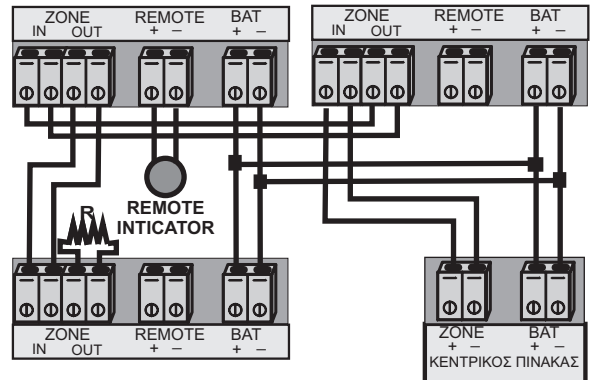 ZONE REMOTE BAT
IN OUT + − + −
ZONE REMOTE BAT
IN OUT + − + −
R
REMOTE
INTICATOR
ZONE REMOTE BAT
IN OUT + − + −
ZONE BAT
+ − + −
ΚΕΝΤΡΙΚΟΣ ΠΙΝΑΚΑΣ